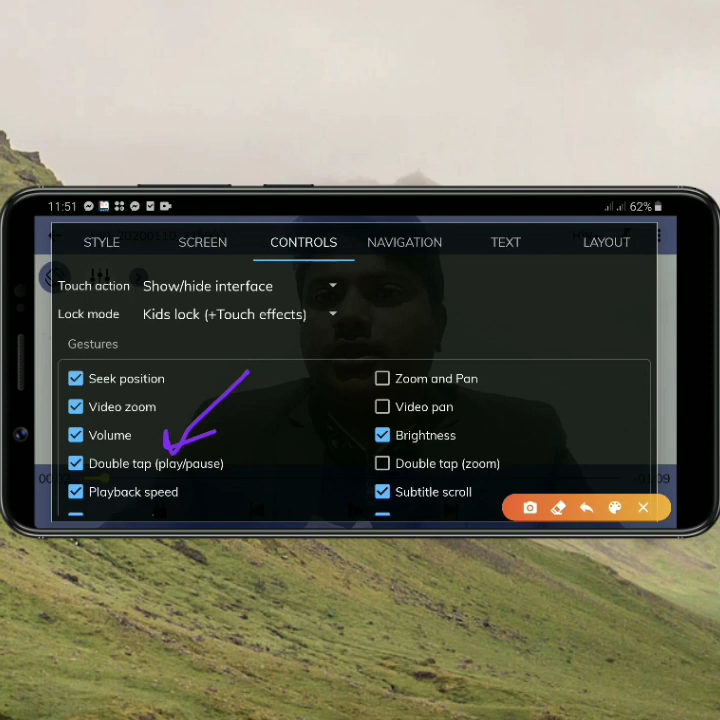 11:51 62%
STYLE SCREEN CONTROLS NAVIGATION TEXT LAYOUT
Touch action Show/hide interface
Lock mode Kids lock (+Touch effects)
Gestures
Seek position Zoom and Pan
Video zoom Video pan
Volume Brightness
Double tap (play/pause) Double tap (zoom)
Playback speed Subtitle scroll